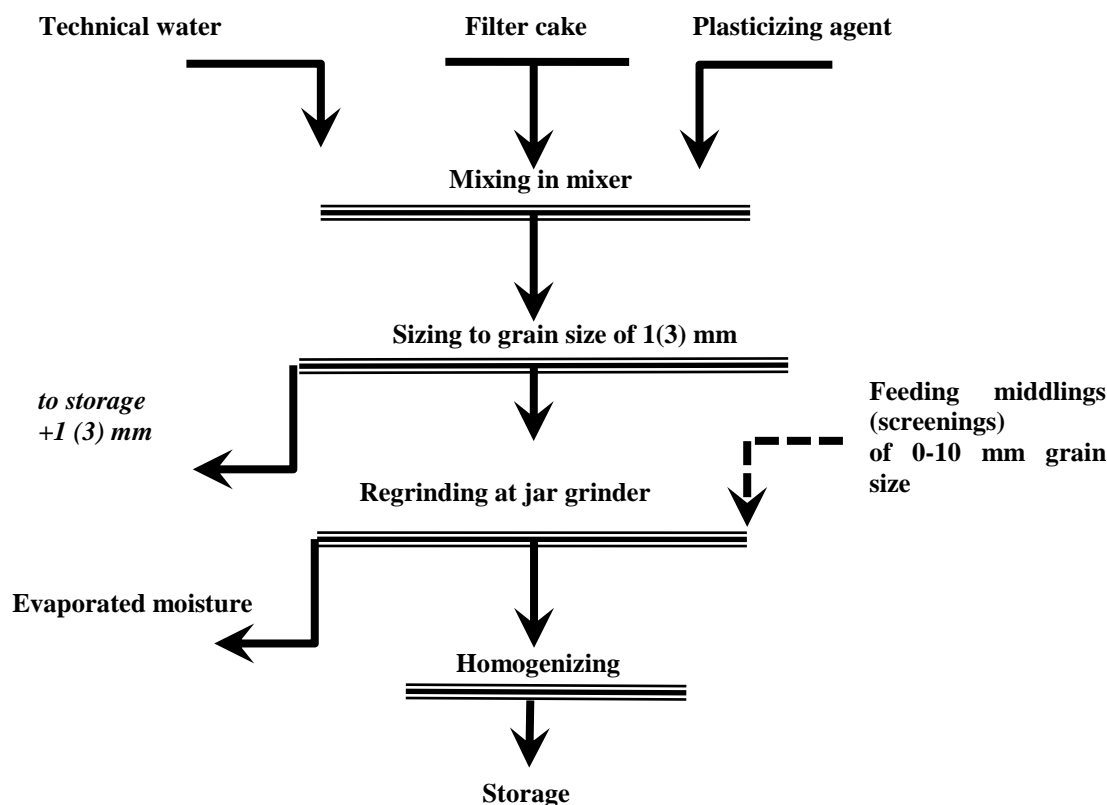 Technical water
Filter cake
Plasticizing agent
Mixing in mixer
Sizing to grain size of 1(3) mm
to storage
+1 (3) mm
Feeding middlings
(screenings)
of 0-10 mm grain
size
Regrinding at jar grinder
Evaporated moisture
Homogenizing
Storage